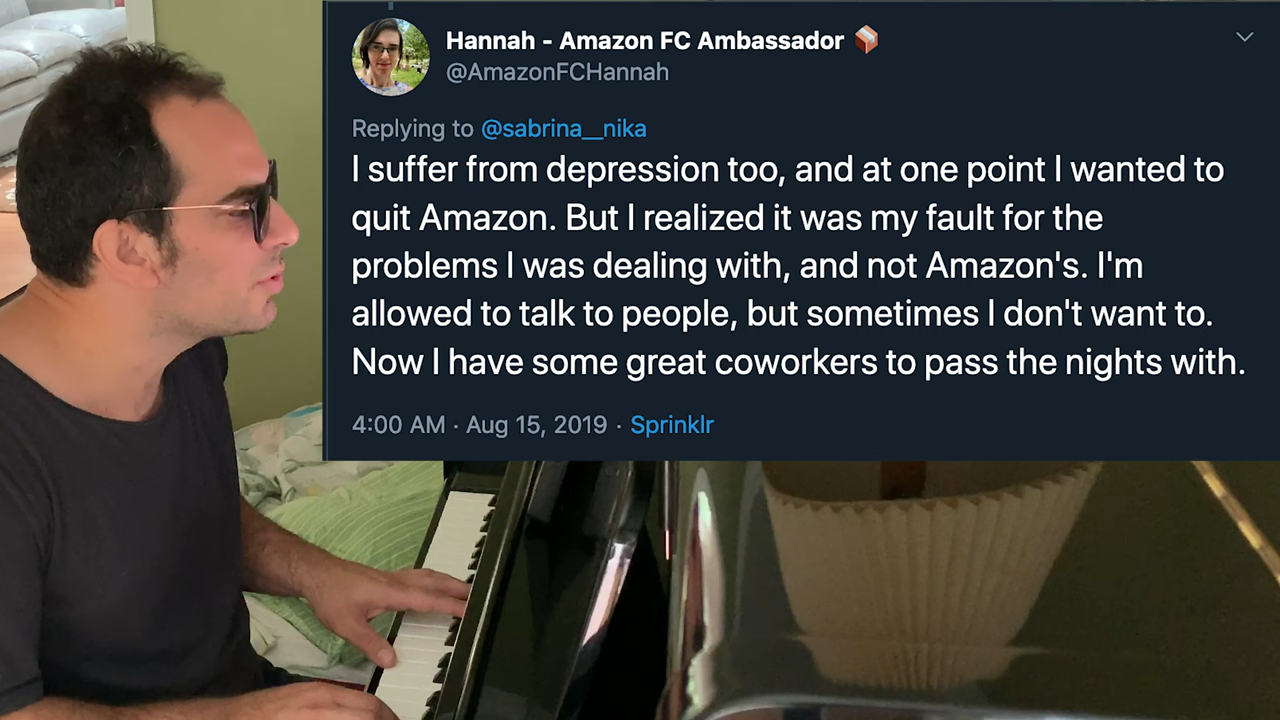 Hannah - Amazon FC Ambassador 📦
@AmazonFCHannah
Replying to @sabrina__nika
I suffer from depression too, and at one point I wanted to
quit Amazon. But I realized it was my fault for the
problems I was dealing with, and not Amazon's. I'm
allowed to talk to people, but sometimes I don't want to.
Now I have some great coworkers to pass the nights with.
4:00 AM · Aug 15, 2019 · Sprinklr